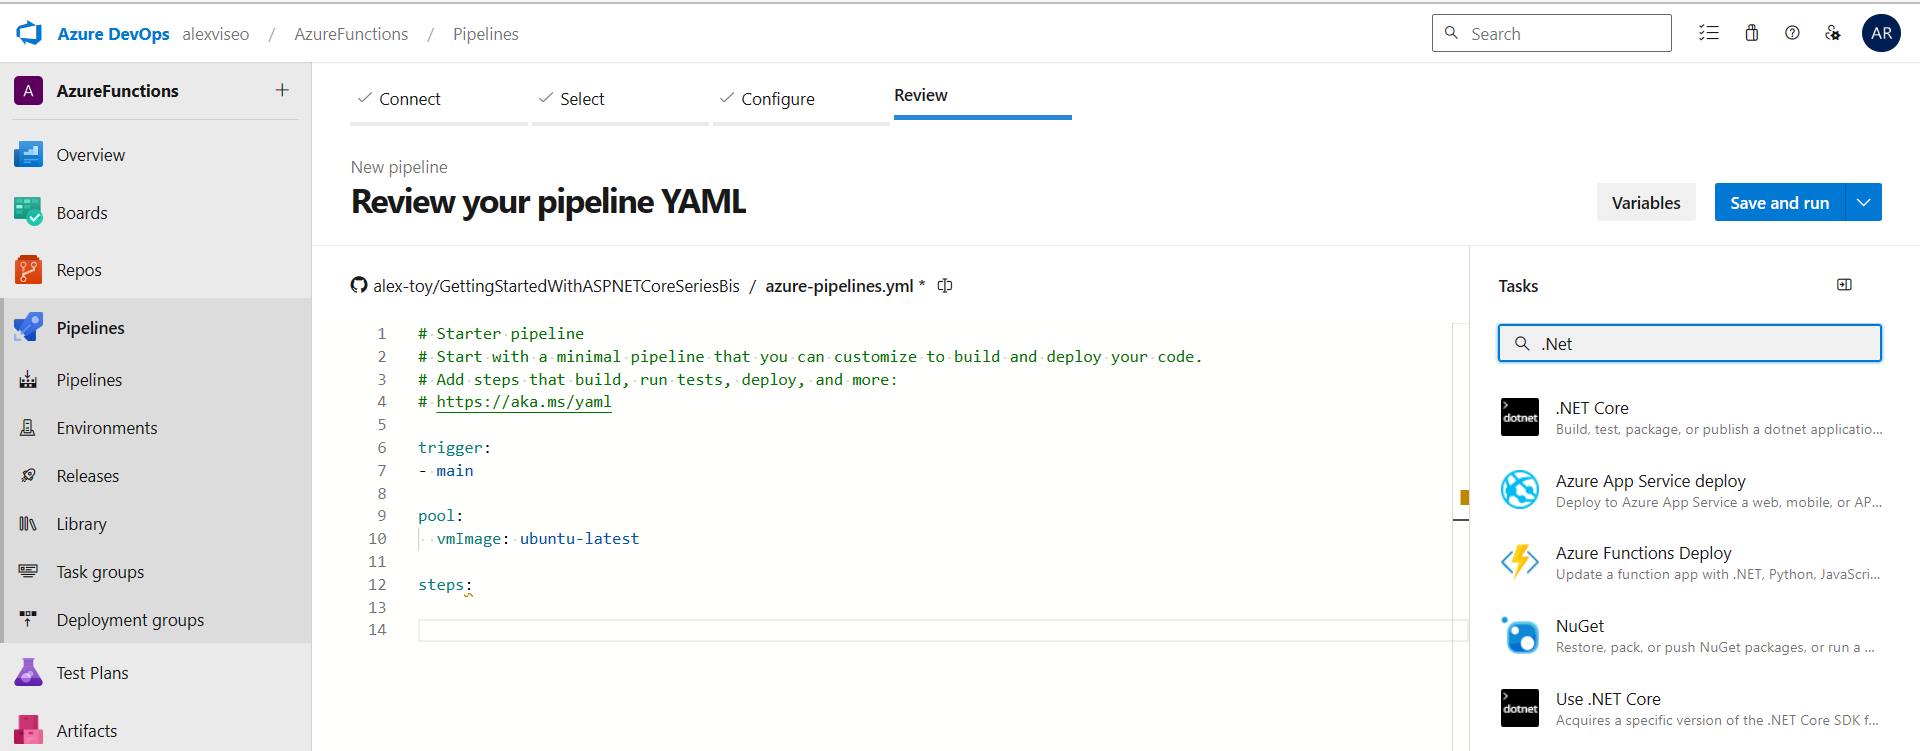 Azure DevOps alexviseo / AzureFunctions / Pipelines
Search
AR
A AzureFunctions +
Overview
Boards
Repos
Pipelines
Pipelines
Environments
Releases
Library
Task groups
Deployment groups
Test Plans
Artifacts
Connect
Select
Configure
Review
New pipeline
Review your pipeline YAML
Variables
Save and run
alex-toy/GettingStartedWithASPNETCoreSeriesBis / azure-pipelines.yml *
1 # Starter pipeline
2 # Start with a minimal pipeline that you can customize to build and deploy your code.
3 # Add steps that build, run tests, deploy, and more:
4 # https://aka.ms/yaml
5
6 trigger:
7 - main
8
9 pool:
10 vmImage: ubuntu-latest
11
12 steps:
13
14
Tasks
.Net
dotnet
.NET Core
Build, test, package, or publish a dotnet applicatio...
Azure App Service deploy
Deploy to Azure App Service a web, mobile, or AP...
Azure Functions Deploy
Update a function app with .NET, Python, JavaScri...
NuGet
Restore, pack, or push NuGet packages, or run a ...
dotnet
Use .NET Core
Acquires a specific version of the .NET Core SDK f...